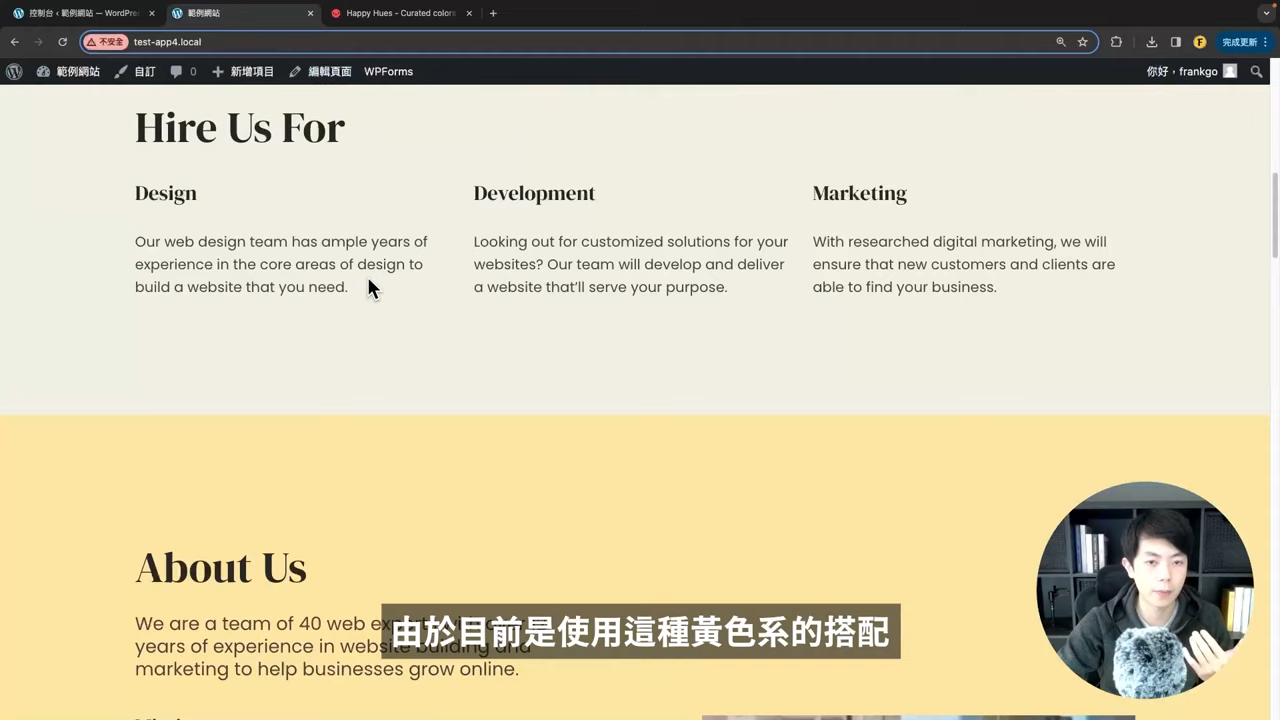 控制台 ‹ 範例網站 — WordPre
範例網站
Happy Hues - Curated colors
不安全
test-app4.local
完成更新
範例網站
自訂
0
新增項目
編輯頁面
WPForms
你好，frankgo
Hire Us For
Design
Development
Marketing
Our web design team has ample years of
experience in the core areas of design to
build a website that you need.
Looking out for customized solutions for your
websites? Our team will develop and deliver
a website that’ll serve your purpose.
With researched digital marketing, we will
ensure that new customers and clients are
able to find your business.
About Us
We are a team of 40 web
years of experience in website building and
marketing to help businesses grow online.
由於目前是使用這種黃色系的搭配